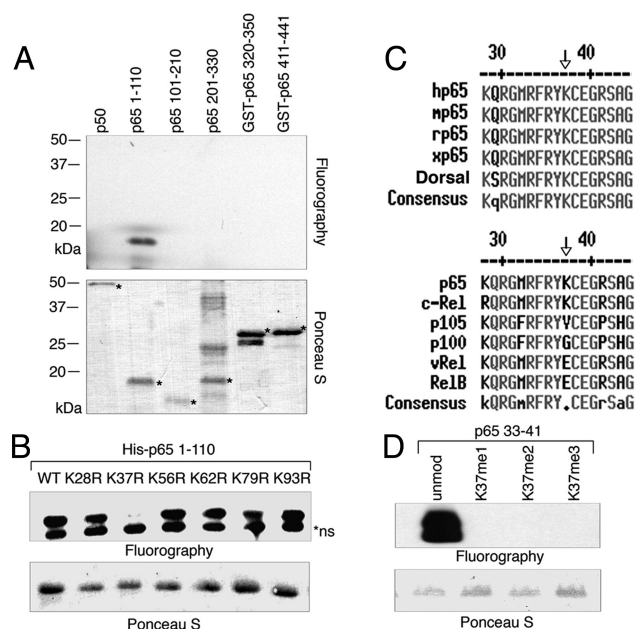 A
p50
p65 1-110
p65 101-210
p65 201-330
GST-p65 320-350
GST-p65 411-441
50
37
25
20
kDa
Fluorography
50
37
25
20
kDa
Ponceau S
*
*
*
*
*
*
B
His-p65 1-110
WT K28R K37R K56R K62R K79R K93R
*ns
Fluorography
Ponceau S
C
30 40
hp65 KQRGMRFRYKCEGRSAG
mp65 KQRGMRFRYKCEGRSAG
rp65 KQRGMRFRYKCEGRSAG
xp65 KQRGMRFRYKCEGRSAG
Dorsal KSRGMRFRYKCEGRSAG
Consensus KqRGMRFRYKCEGRSAG
30 40
p65 KQRGMRFRYKCEGRSAG
c-Rel RQRGMRFRYKCEGRSAG
p105 KQRGFRFRYVCEGPSHG
p100 KQRGFRFRYGCEGPSHG
vRel RQRGMRFRYECEGRSAG
RelB KQRGMRFRYECEGRSAG
Consensus kQRGmRFRY.CEGrSaG
D
p65 33-41
unmod
K37me1
K37me2
K37me3
Fluorography
Ponceau S